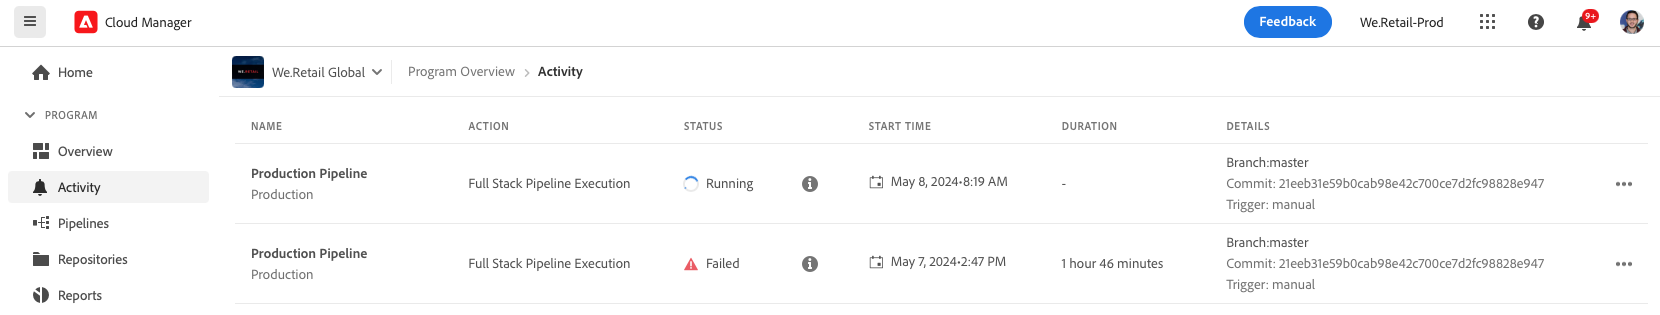 Cloud Manager
Feedback
We.Retail-Prod
9+
Home
We.Retail Global
Program Overview
Activity
PROGRAM
Overview
Activity
Pipelines
Repositories
Reports
NAME ACTION STATUS START TIME DURATION DETAILS
Production Pipeline
Production
Full Stack Pipeline Execution
Running
May 8, 2024•8:19 AM
-
Branch:master
Commit: 21eeb31e59b0cab98e42c700ce7d2fc98828e947
Trigger: manual
Production Pipeline
Production
Full Stack Pipeline Execution
Failed
May 7, 2024•2:47 PM
1 hour 46 minutes
Branch:master
Commit: 21eeb31e59b0cab98e42c700ce7d2fc98828e947
Trigger: manual